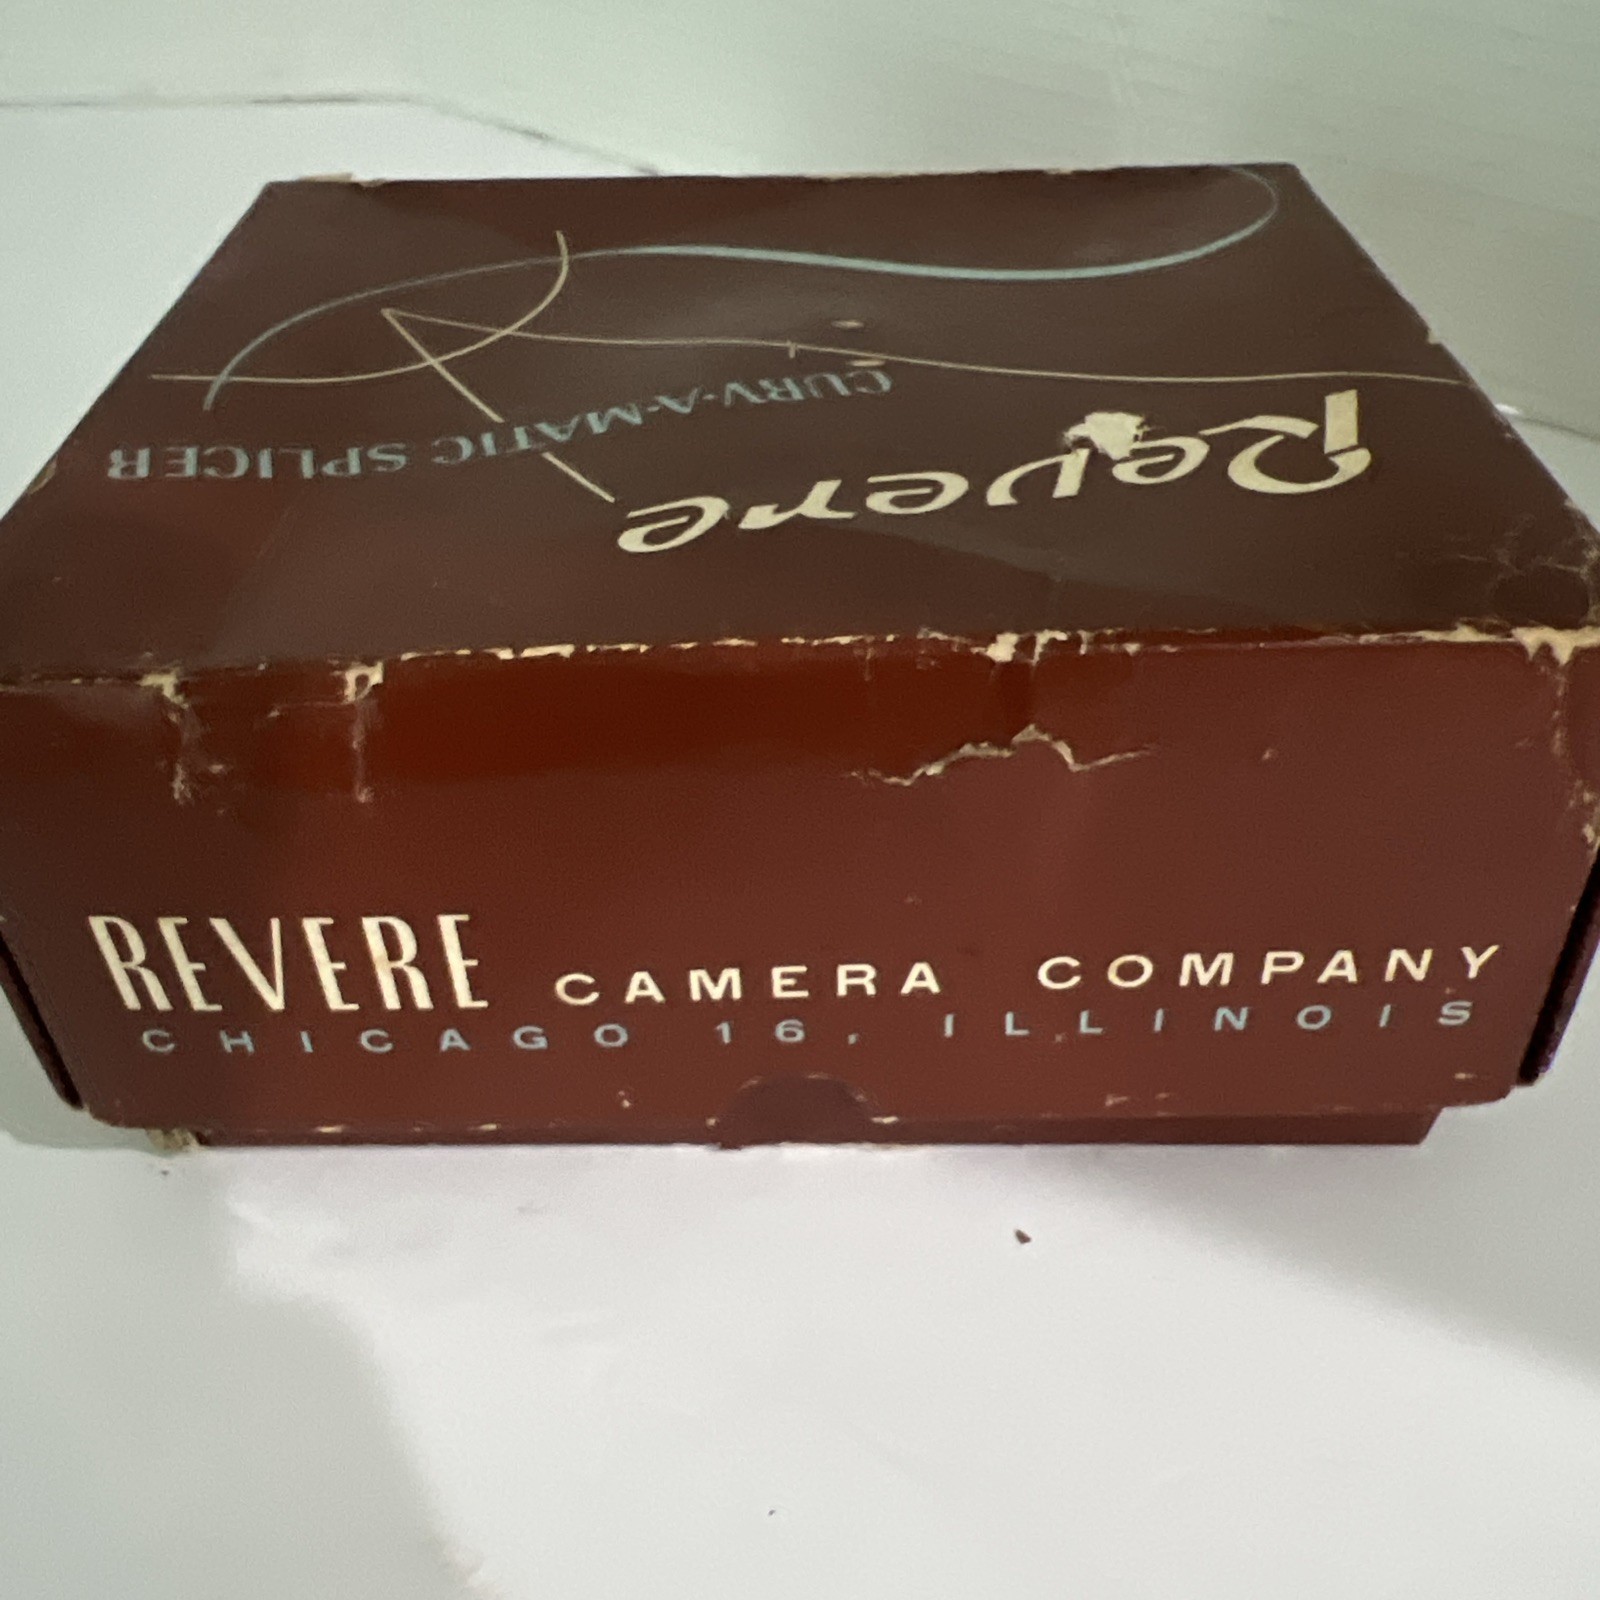 Revere
CURV-A-MATIC SPLICER
REVERE CAMERA COMPANY
CHICAGO 16, ILLINOIS